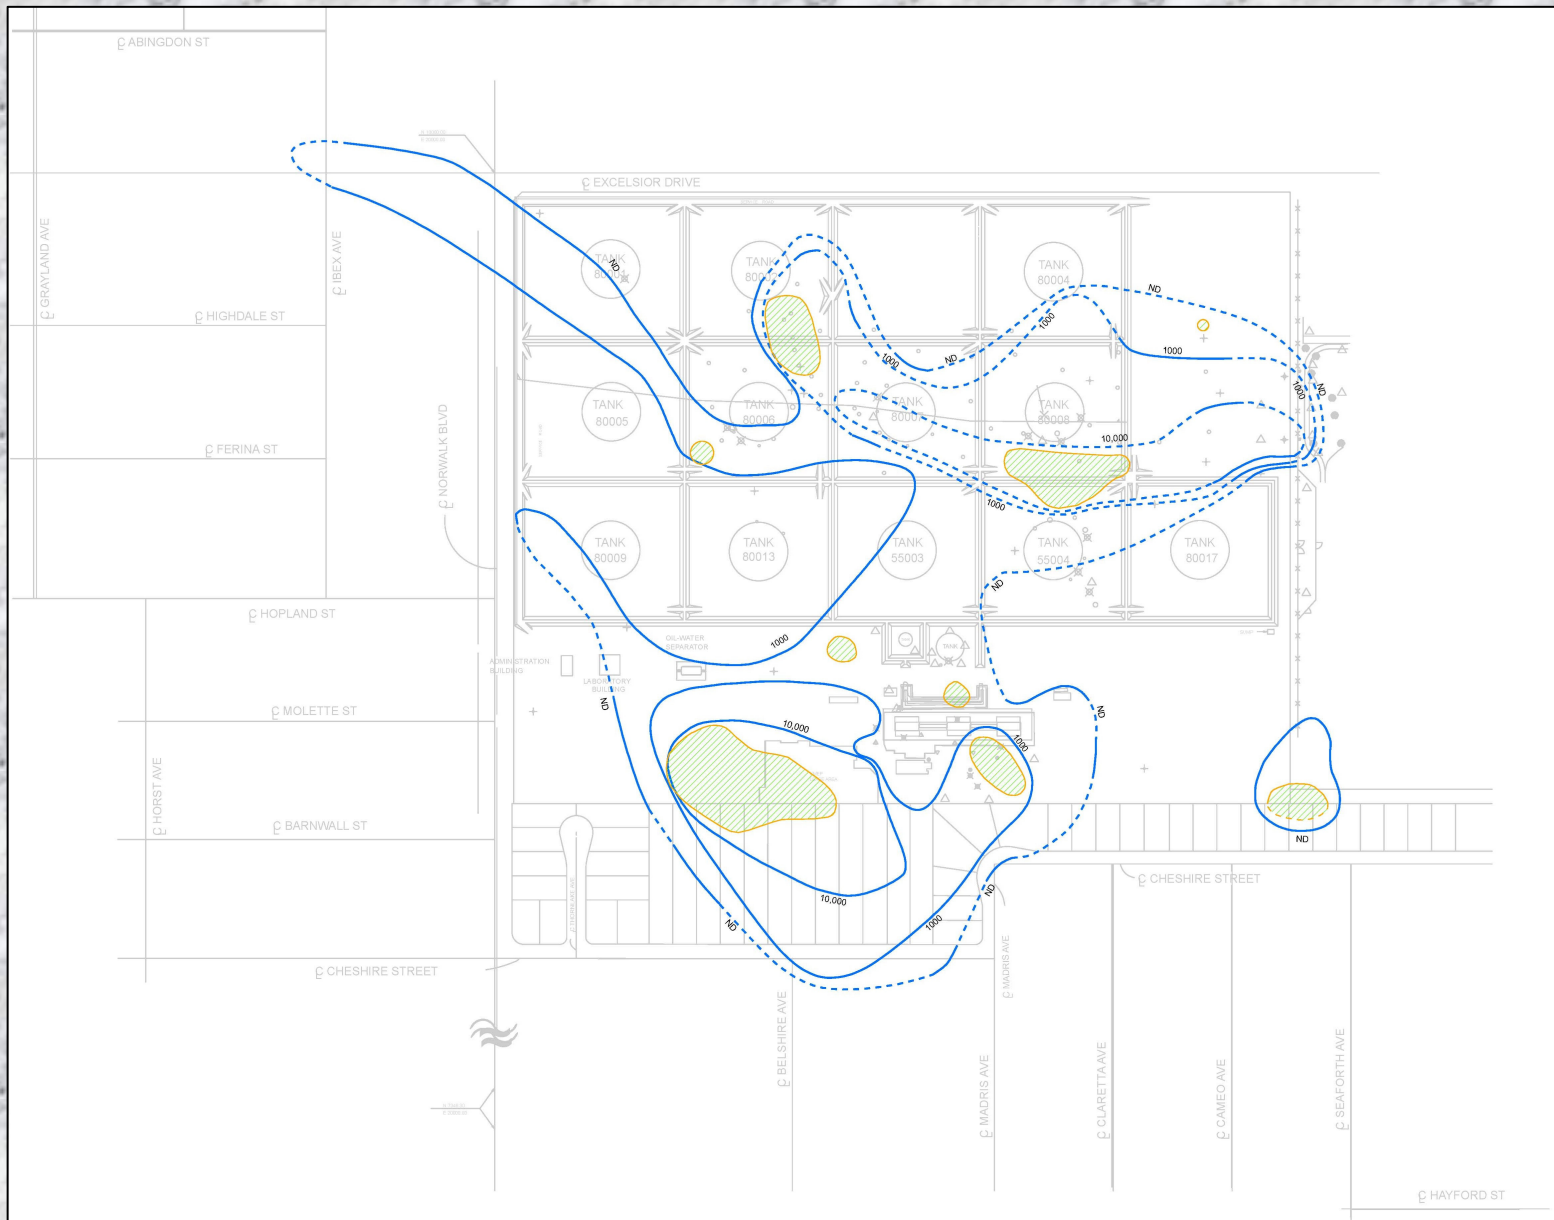 ℄ ABINGDON ST
℄ EXCELSIOR DRIVE
℄ GRAYLAND AVE
℄ IBEX AVE
℄ HIGHDALE ST
℄ FERINA ST
℄ NORWALK BLVD
℄ HOPLAND ST
℄ MOLETTE ST
℄ HORST AVE
℄ BARNWALL ST
℄ CHESHIRE STREET
TANK
ND
TANK
TANK
80004
ND
1000
ND
1000
1000
1000
ND
TANK
80005
TANK
80006
TANK
80007
TANK
80008
10,000
1000
TANK
80009
TANK
80013
TANK
55003
TANK
55004
TANK
80017
ND
OIL-WATER
SEPARATOR
1000
TANK
ADMINISTRATION
BUILDING
LABORATORY
BUILDING
ND
10,000
1000
ND
ND
10,000
ND
1000
ND
℄ CHESHIRE STREET
℄ MADRIS AVE
℄ BELSHIRE AVE
℄ MADRIS AVE
℄ CLARETTA AVE
℄ CAMEO AVE
℄ SEAFORTH AVE
℄ HAYFORD ST